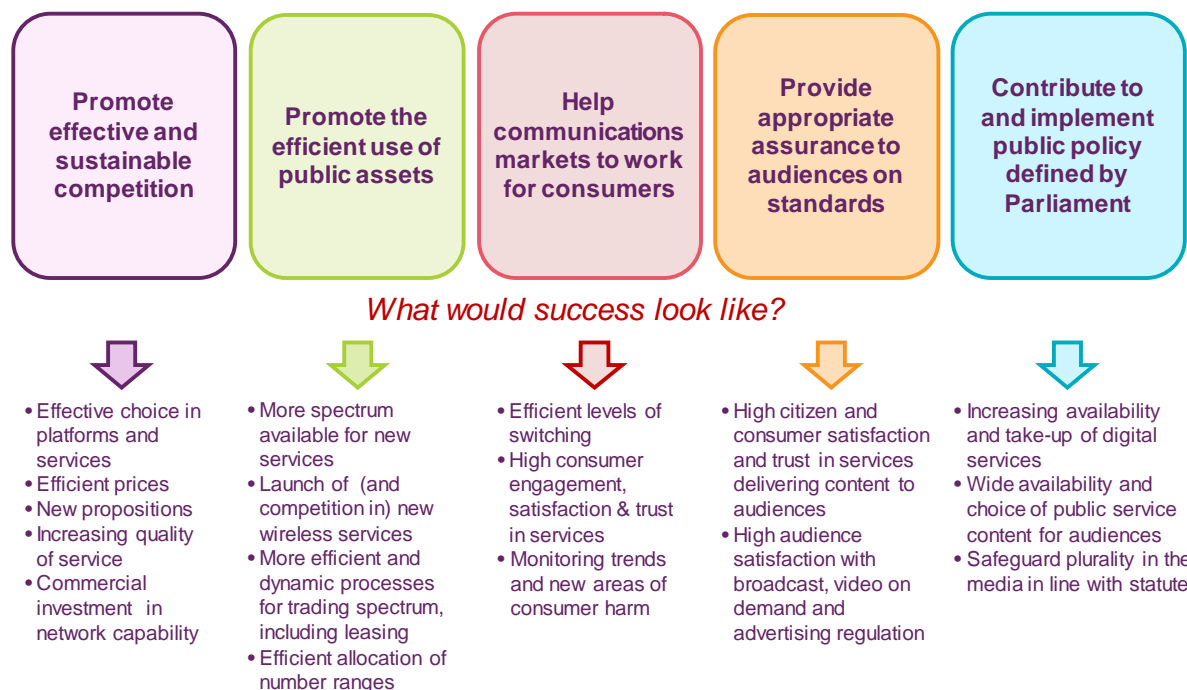 Promote
effective and
sustainable
competition
Promote the
efficient use of
public assets
Help
communications
markets to work
for consumers
Provide
appropriate
assurance to
audiences on
standards
Contribute to
and implement
public policy
defined by
Parliament
What would success look like?
• Effective choice in
platforms and
services
• Efficient prices
• New propositions
• Increasing quality
of service
• Commercial
investment in
network capability
• More spectrum
available for new
services
• Launch of (and
competition in) new
wireless services
• More efficient and
dynamic processes
for trading spectrum,
including leasing
• Efficient allocation of
number ranges
• Efficient levels of
switching
• High consumer
engagement,
satisfaction & trust
in services
• Monitoring trends
and new areas of
consumer harm
• High citizen and
consumer satisfaction
and trust in services
delivering content to
audiences
• High audience
satisfaction with
broadcast, video on
demand and
advertising regulation
• Increasing availability
and take-up of digital
services
• Wide availability and
choice of public service
content for audiences
• Safeguard plurality in the
media in line with statute